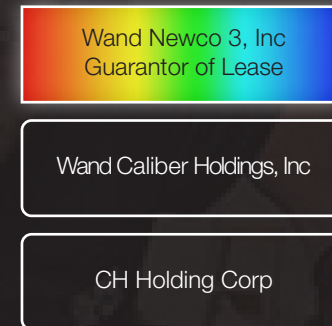 Wand Newco 3, Inc
Guarantor of Lease
Wand Caliber Holdings, Inc
CH Holding Corp